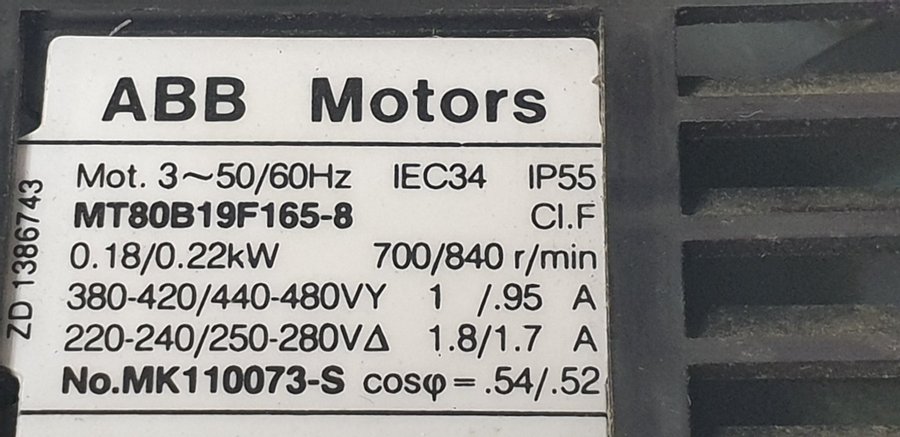 ABB Motors
Mot. 3~50/60Hz IEC34 IP55
MT80B19F165-8 Cl.F
0.18/0.22kW 700/840 r/min
380-420/440-480VY 1 /.95 A
220-240/250-280VΔ 1.8/1.7 A
No.MK110073-S cosφ = .54/.52
ZD 1386743